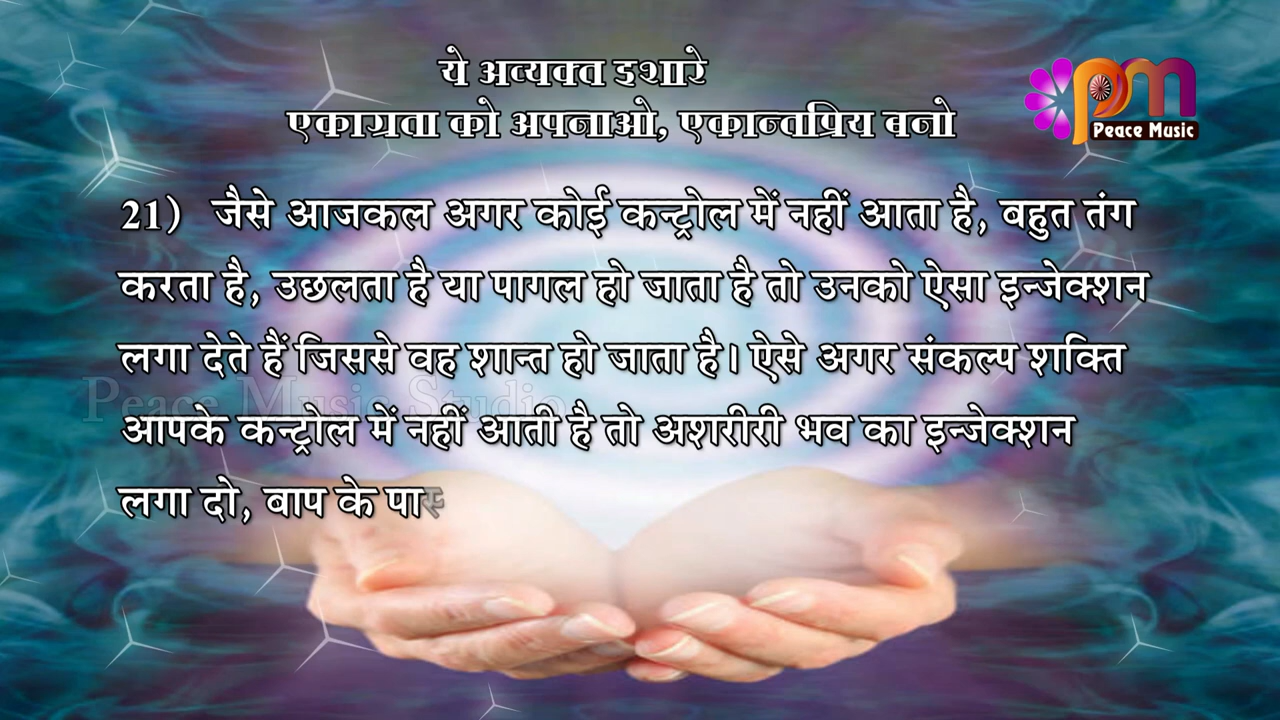 ये अव्यक्त इशारे
एकाग्रता को अपनाओ, एकान्तप्रिय बनो
pm
Peace Music
21) जैसे आजकल अगर कोई कन्ट्रोल में नहीं आता है, बहुत तंग
करता है, उछलता है या पागल हो जाता है तो उनको ऐसा इन्जेक्शन
लगा देते हैं जिससे वह शान्त हो जाता है। ऐसे अगर संकल्प शक्ति
Peace Music Studio
आपके कन्ट्रोल में नहीं आती है तो अशरीरी भव का इन्जेक्शन
लगा दो, बाप के पास